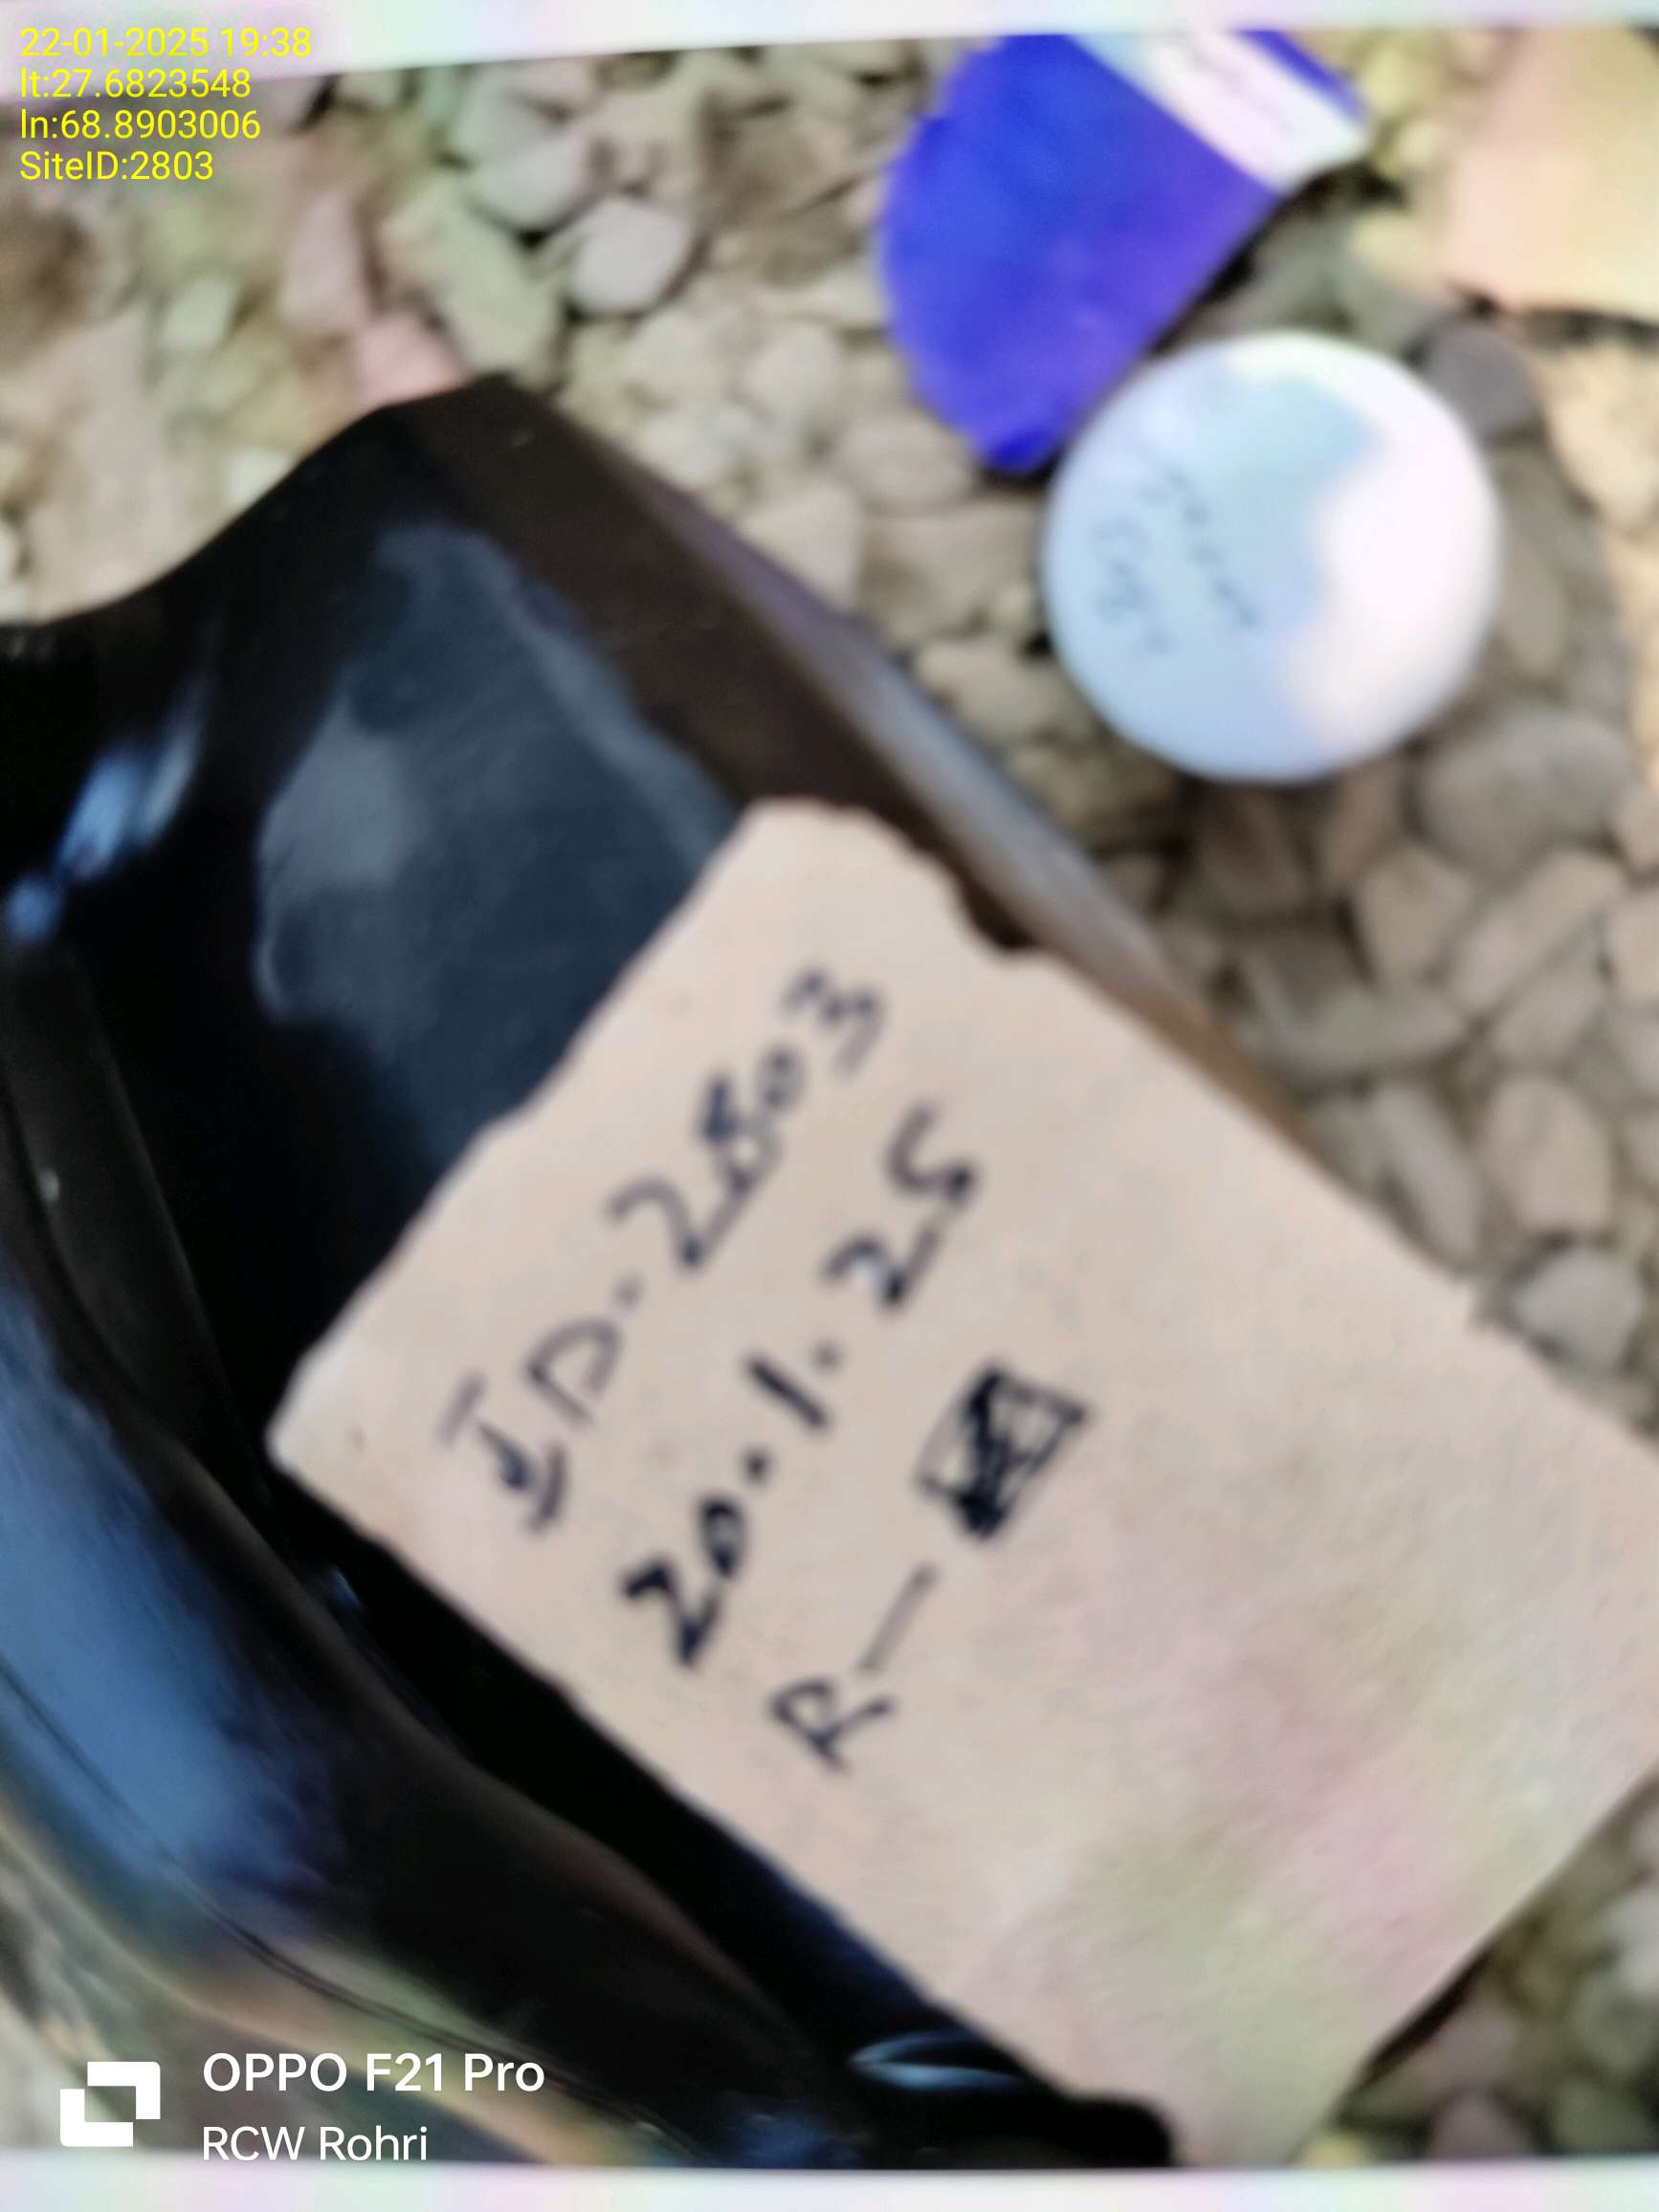 22-01-2025 19:38
lt:27.6823548
ln:68.8903006
SiteID:2803
ID. 2803
20.1.25
R—
OPPO F21 Pro
RCW Rohri